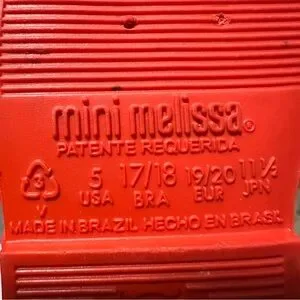 mini melissa®
PATENTE REQUERIDA
5 17/18 19/20 11½
USA BRA EUR JPN
MADE IN BRAZIL HECHO EN BRASIL